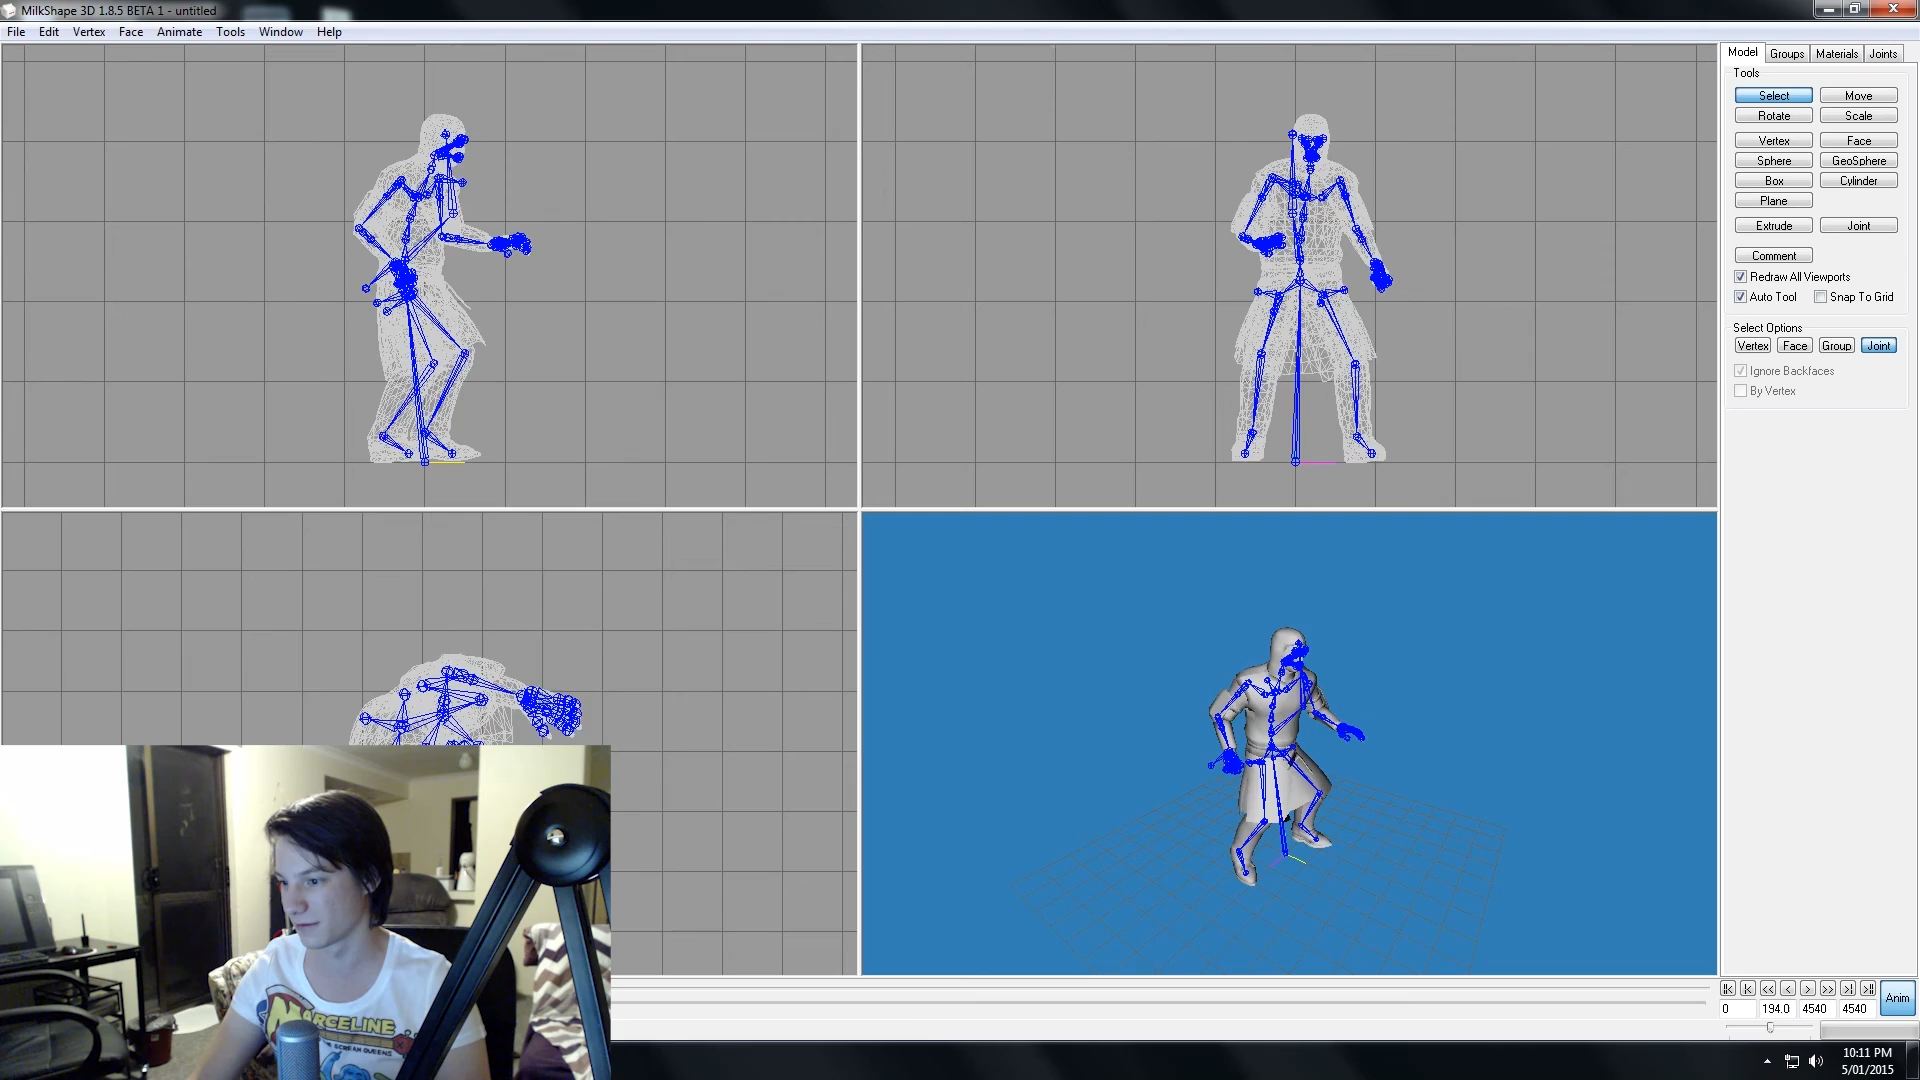 MilkShape 3D 1.8.5 BETA 1 - untitled
File Edit Vertex Face Animate Tools Window Help
Model Groups Materials Joints
Tools
Select Move
Rotate Scale
Vertex Face
Sphere GeoSphere
Box Cylinder
Plane
Extrude Joint
Comment
Redraw All Viewports
Auto Tool Snap To Grid
Select Options
Vertex Face Group Joint
Ignore Backfaces
By Vertex
MARCELINE
THE SCREAM QUEENS
0 194.0 4540 4540 Anim
10:11 PM
5/01/2015